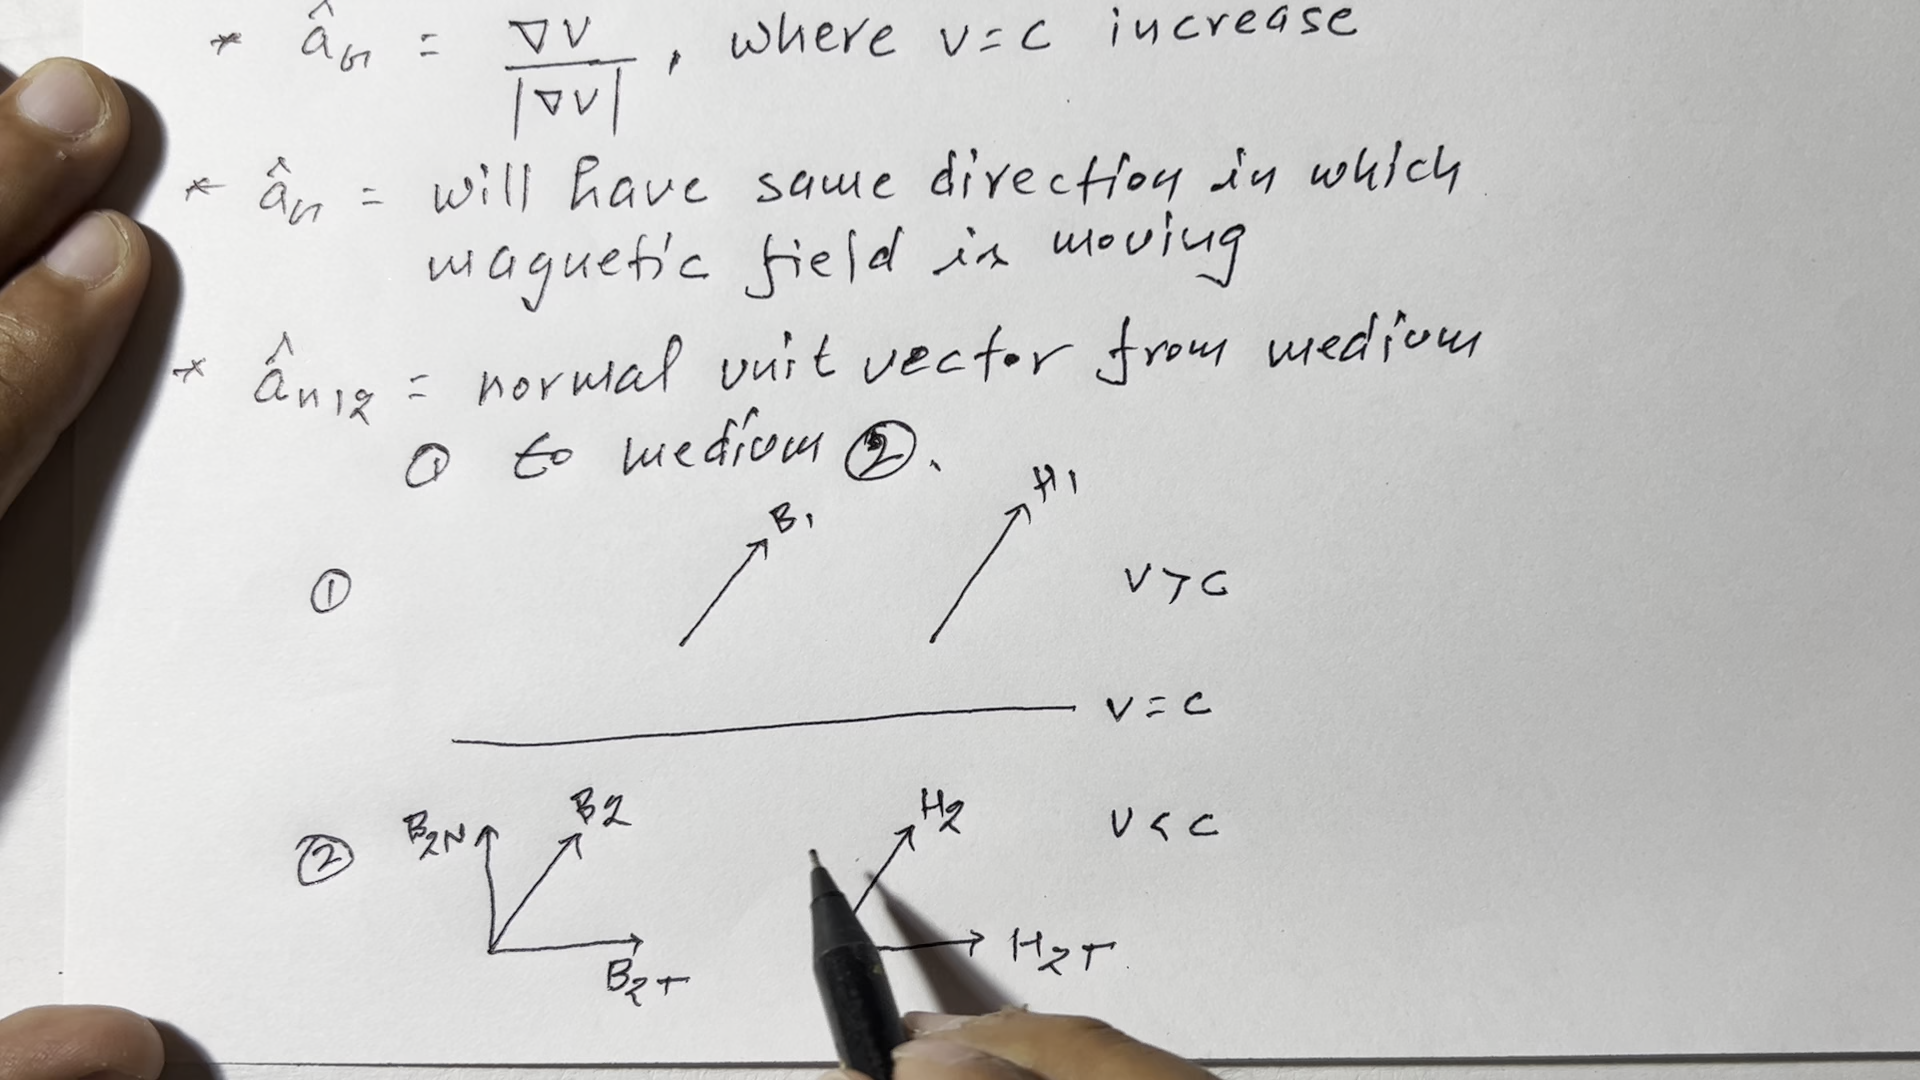 * â_n = ∇V / |∇V| , where v=c increase
* â_n = will have same direction in which
magnetic field is moving
* â_n12 = normal unit vector from medium
① to medium ②.
B1 H1
① V>C
V=C
B2N B2 H2 V<C
②
B2T H2T